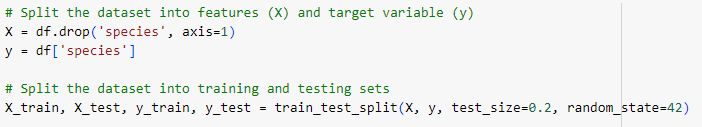 # Split the dataset into features (X) and target variable (y)
X = df.drop('species', axis=1)
y = df['species']
# Split the dataset into training and testing sets
X_train, X_test, y_train, y_test = train_test_split(X, y, test_size=0.2, random_state=42)